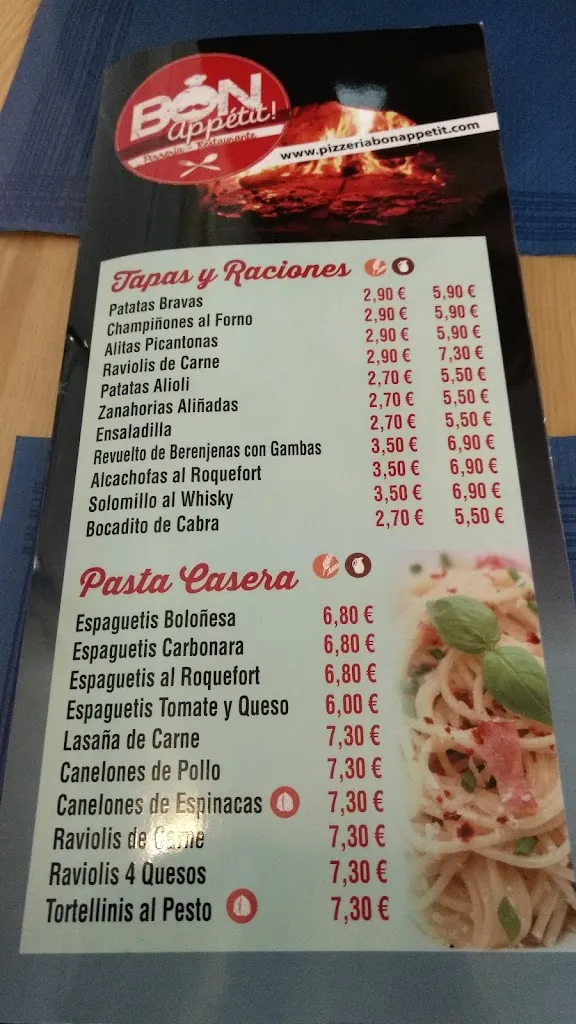 BON
appétit!
Pizzería - Restaurante
www.pizzeriabonappetit.com
Tapas y Raciones
Patatas Bravas 2,90 € 5,90 €
Champiñones al Forno 2,90 € 5,90 €
Alitas Picantonas 2,90 € 5,90 €
Raviolis de Carne 2,90 € 7,30 €
Patatas Alioli 2,70 € 5,50 €
Zanahorias Aliñadas 2,70 € 5,50 €
Ensaladilla 2,70 € 5,50 €
Revuelto de Berenjenas con Gambas 3,50 € 6,90 €
Alcachofas al Roquefort 3,50 € 6,90 €
Solomillo al Whisky 3,50 € 6,90 €
Bocadito de Cabra 2,70 € 5,50 €
Pasta Casera
Espaguetis Boloñesa 6,80 €
Espaguetis Carbonara 6,80 €
Espaguetis al Roquefort 6,80 €
Espaguetis Tomate y Queso 6,00 €
Lasaña de Carne 7,30 €
Canelones de Pollo 7,30 €
Canelones de Espinacas 7,30 €
Raviolis de Carne 7,30 €
Raviolis 4 Quesos 7,30 €
Tortellinis al Pesto 7,30 €